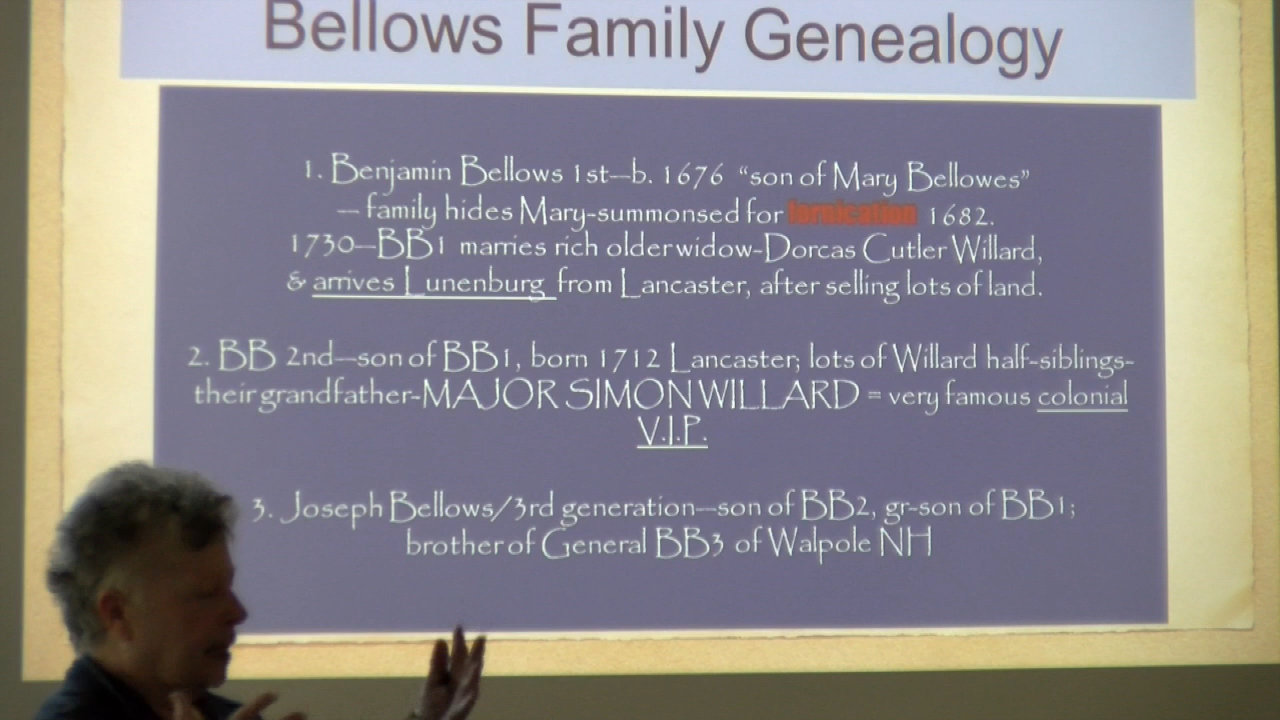 Bellows Family Genealogy
1. Benjamin Bellows 1st—b. 1676 “son of Mary Bellowes”
— family hides Mary-summonsed for fornication 1682.
1730—BB1 marries rich older widow-Dorcas Cutler Willard,
& arrives Lunenburg from Lancaster, after selling lots of land.
2. BB 2nd—son of BB1, born 1712 Lancaster; lots of Willard half-siblings-
their grandfather-MAJOR SIMON WILLARD = very famous colonial
V.I.P.
3. Joseph Bellows/3rd generation—son of BB2, gr-son of BB1;
brother of General BB3 of Walpole NH